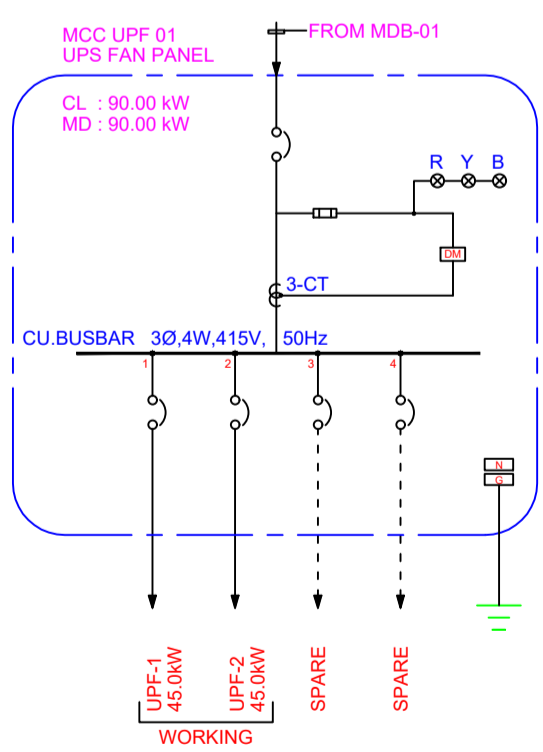 MCC UPF 01
UPS FAN PANEL
FROM MDB-01
CL : 90.00 kW
MD : 90.00 kW
R Y B
DM
3-CT
CU.BUSBAR 3Ø,4W,415V, 50Hz
1 2 3 4
N
G
UPF-1
45.0kW
UPF-2
45.0kW
SPARE
SPARE
WORKING